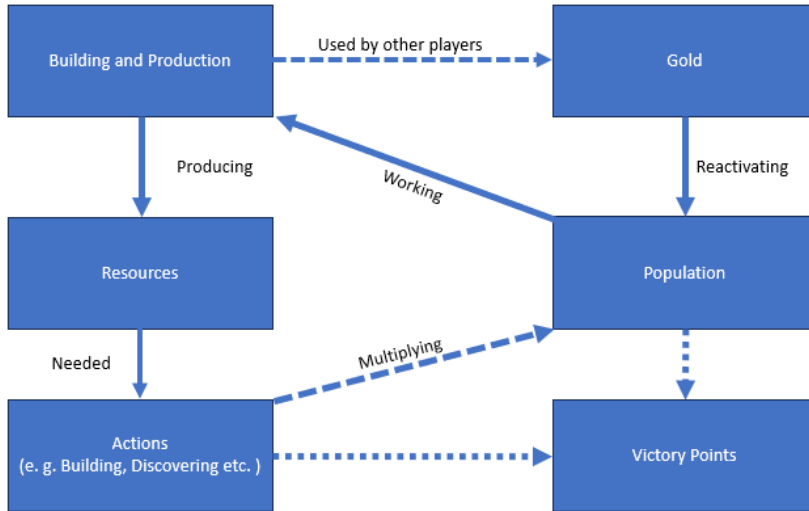 Building and Production
Used by other players
Gold
Producing
Working
Reactivating
Resources
Population
Needed
Multiplying
Actions
(e. g. Building, Discovering etc. )
Victory Points